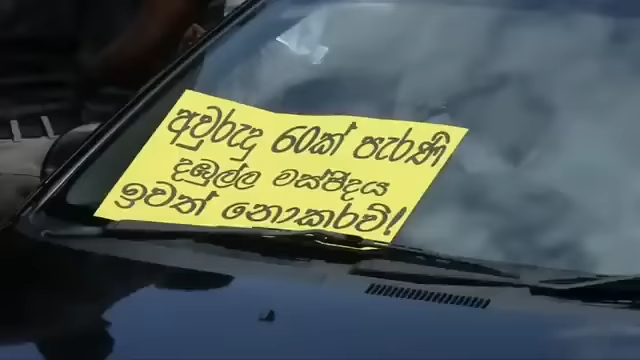 අවුරුදු 60ක් පැරණි
දඹුල්ල මස්ජිදය
ඉවත් නොකරව්!